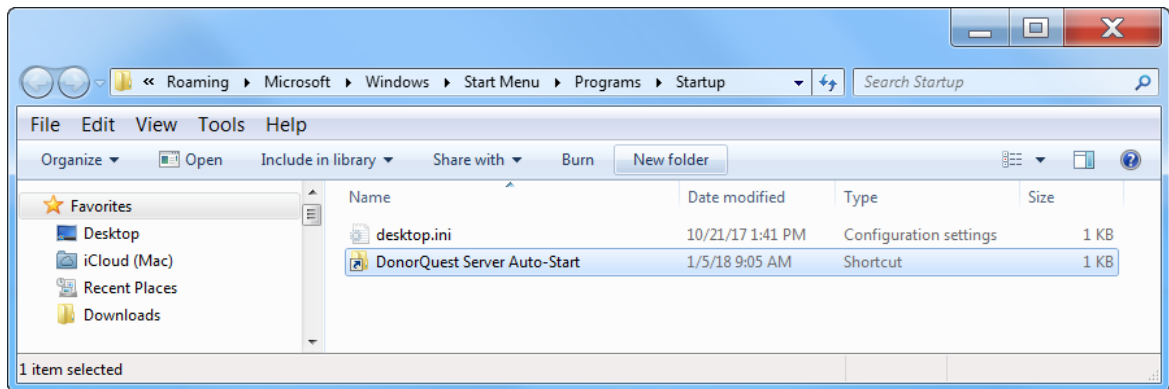 « Roaming Microsoft Windows Start Menu Programs Startup Search Startup
File Edit View Tools Help
Organize Open Include in library Share with Burn New folder
Favorites
Desktop
iCloud (Mac)
Recent Places
Downloads
Name Date modified Type Size
desktop.ini 10/21/17 1:41 PM Configuration settings 1 KB
DonorQuest Server Auto-Start 1/5/18 9:05 AM Shortcut 1 KB
1 item selected